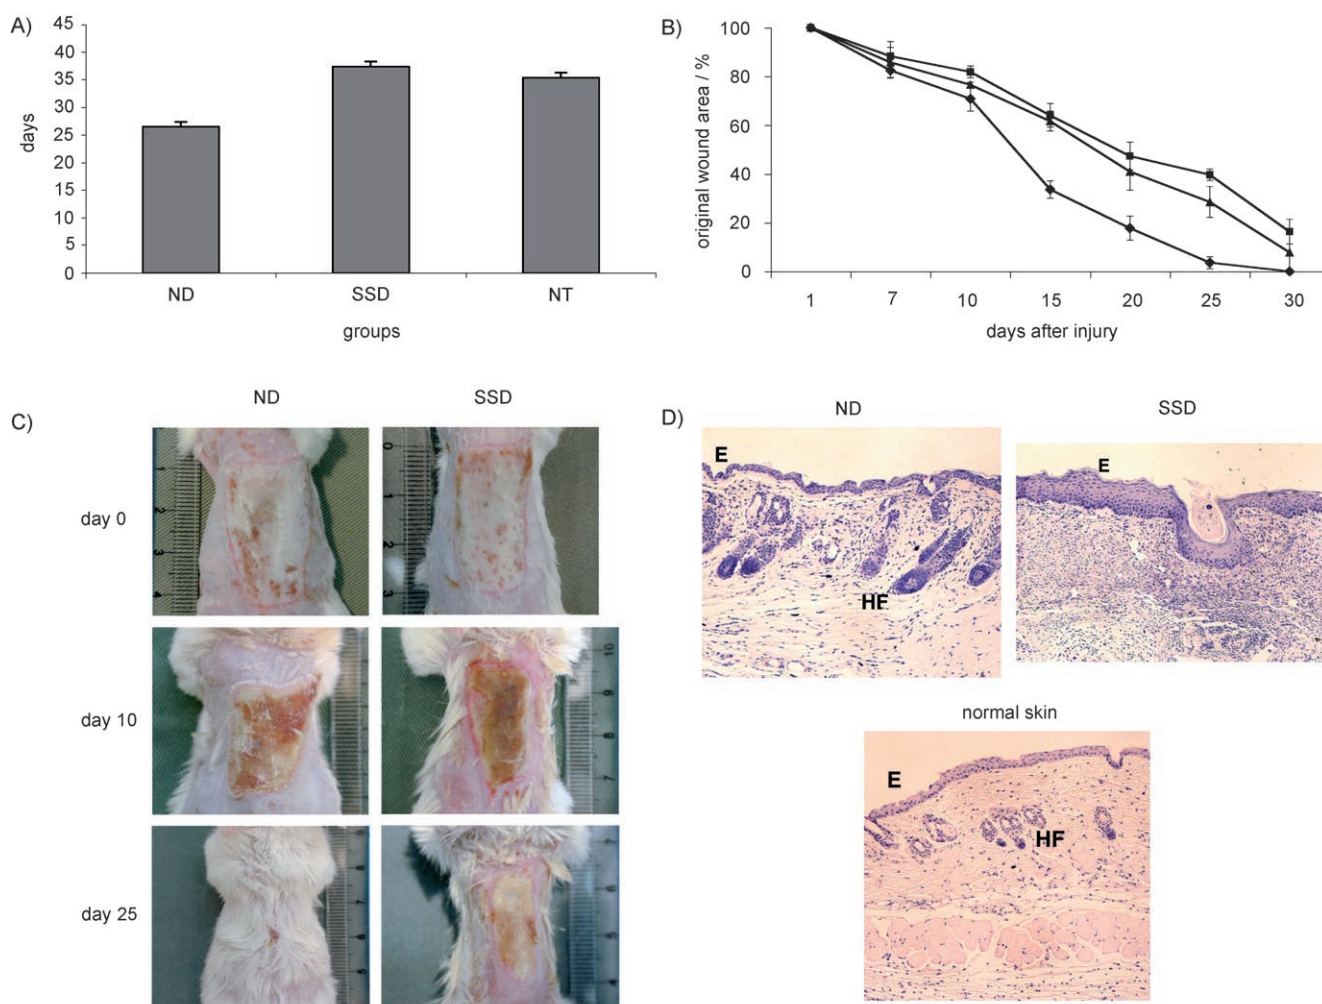 A)
45
40
35
30
25
20
15
10
5
0
days
ND
SSD
NT
groups
B)
100
80
60
40
20
0
original wound area / %
1
7
10
15
20
25
30
days after injury
C)
ND
SSD
day 0
day 10
day 25
D)
ND
SSD
E
HF
E
normal skin
E
HF